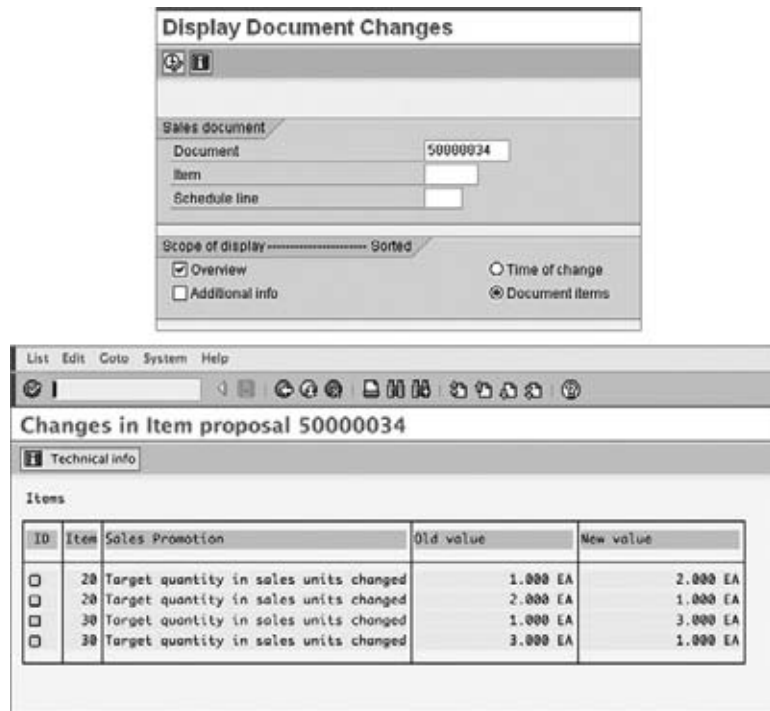 Display Document Changes
Sales document
Document 50000034
Item
Schedule line
Scope of display ---------------------- Sorted
Overview Time of change
Additional info Document items
List Edit Goto System Help
Changes in Item proposal 50000034
Technical info
Items
ID Item Sales Promotion Old value New value
20 Target quantity in sales units changed 1.000 EA 2.000 EA
20 Target quantity in sales units changed 2.000 EA 1.000 EA
30 Target quantity in sales units changed 1.000 EA 3.000 EA
30 Target quantity in sales units changed 3.000 EA 1.000 EA